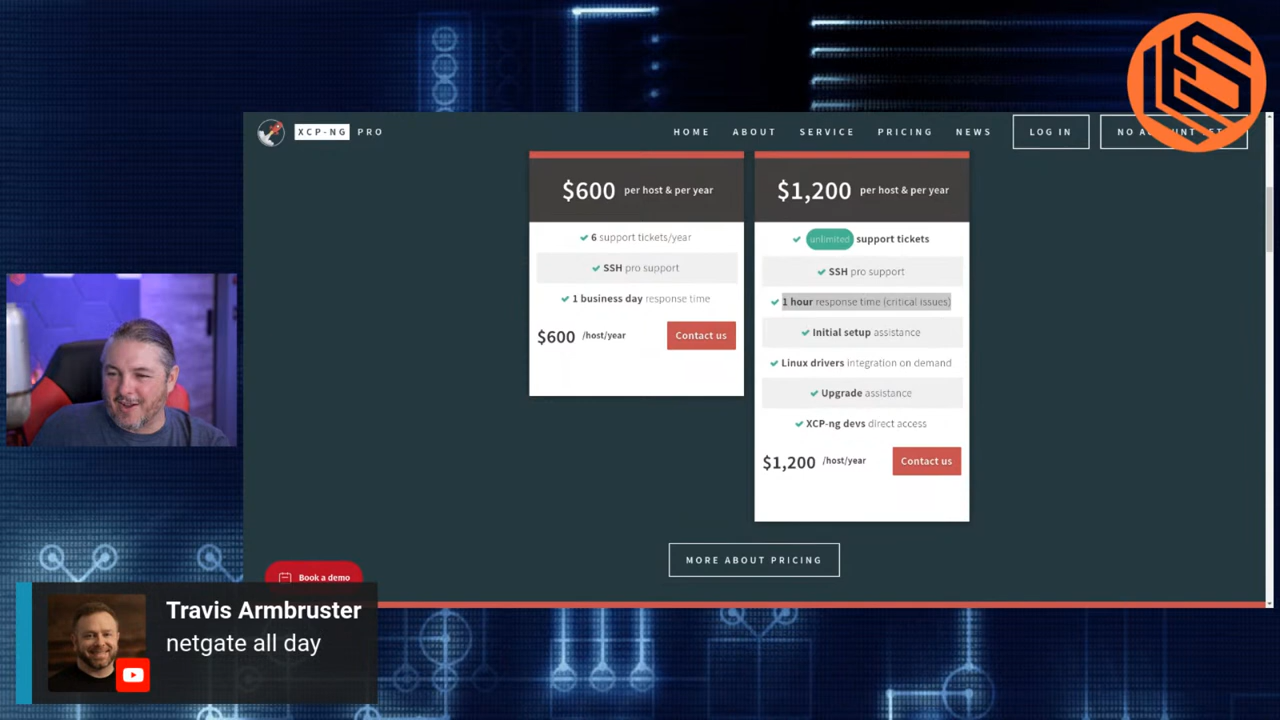 XCP-NG PRO
HOME ABOUT SERVICE PRICING NEWS LOG IN
$600 per host & per year
6 support tickets/year
SSH pro support
1 business day response time
$600 /host/year Contact us
$1,200 per host & per year
unlimited support tickets
SSH pro support
1 hour response time (critical issues)
Initial setup assistance
Linux drivers integration on demand
Upgrade assistance
XCP-ng devs direct access
$1,200 /host/year Contact us
MORE ABOUT PRICING
Book a demo
Travis Armbruster
netgate all day